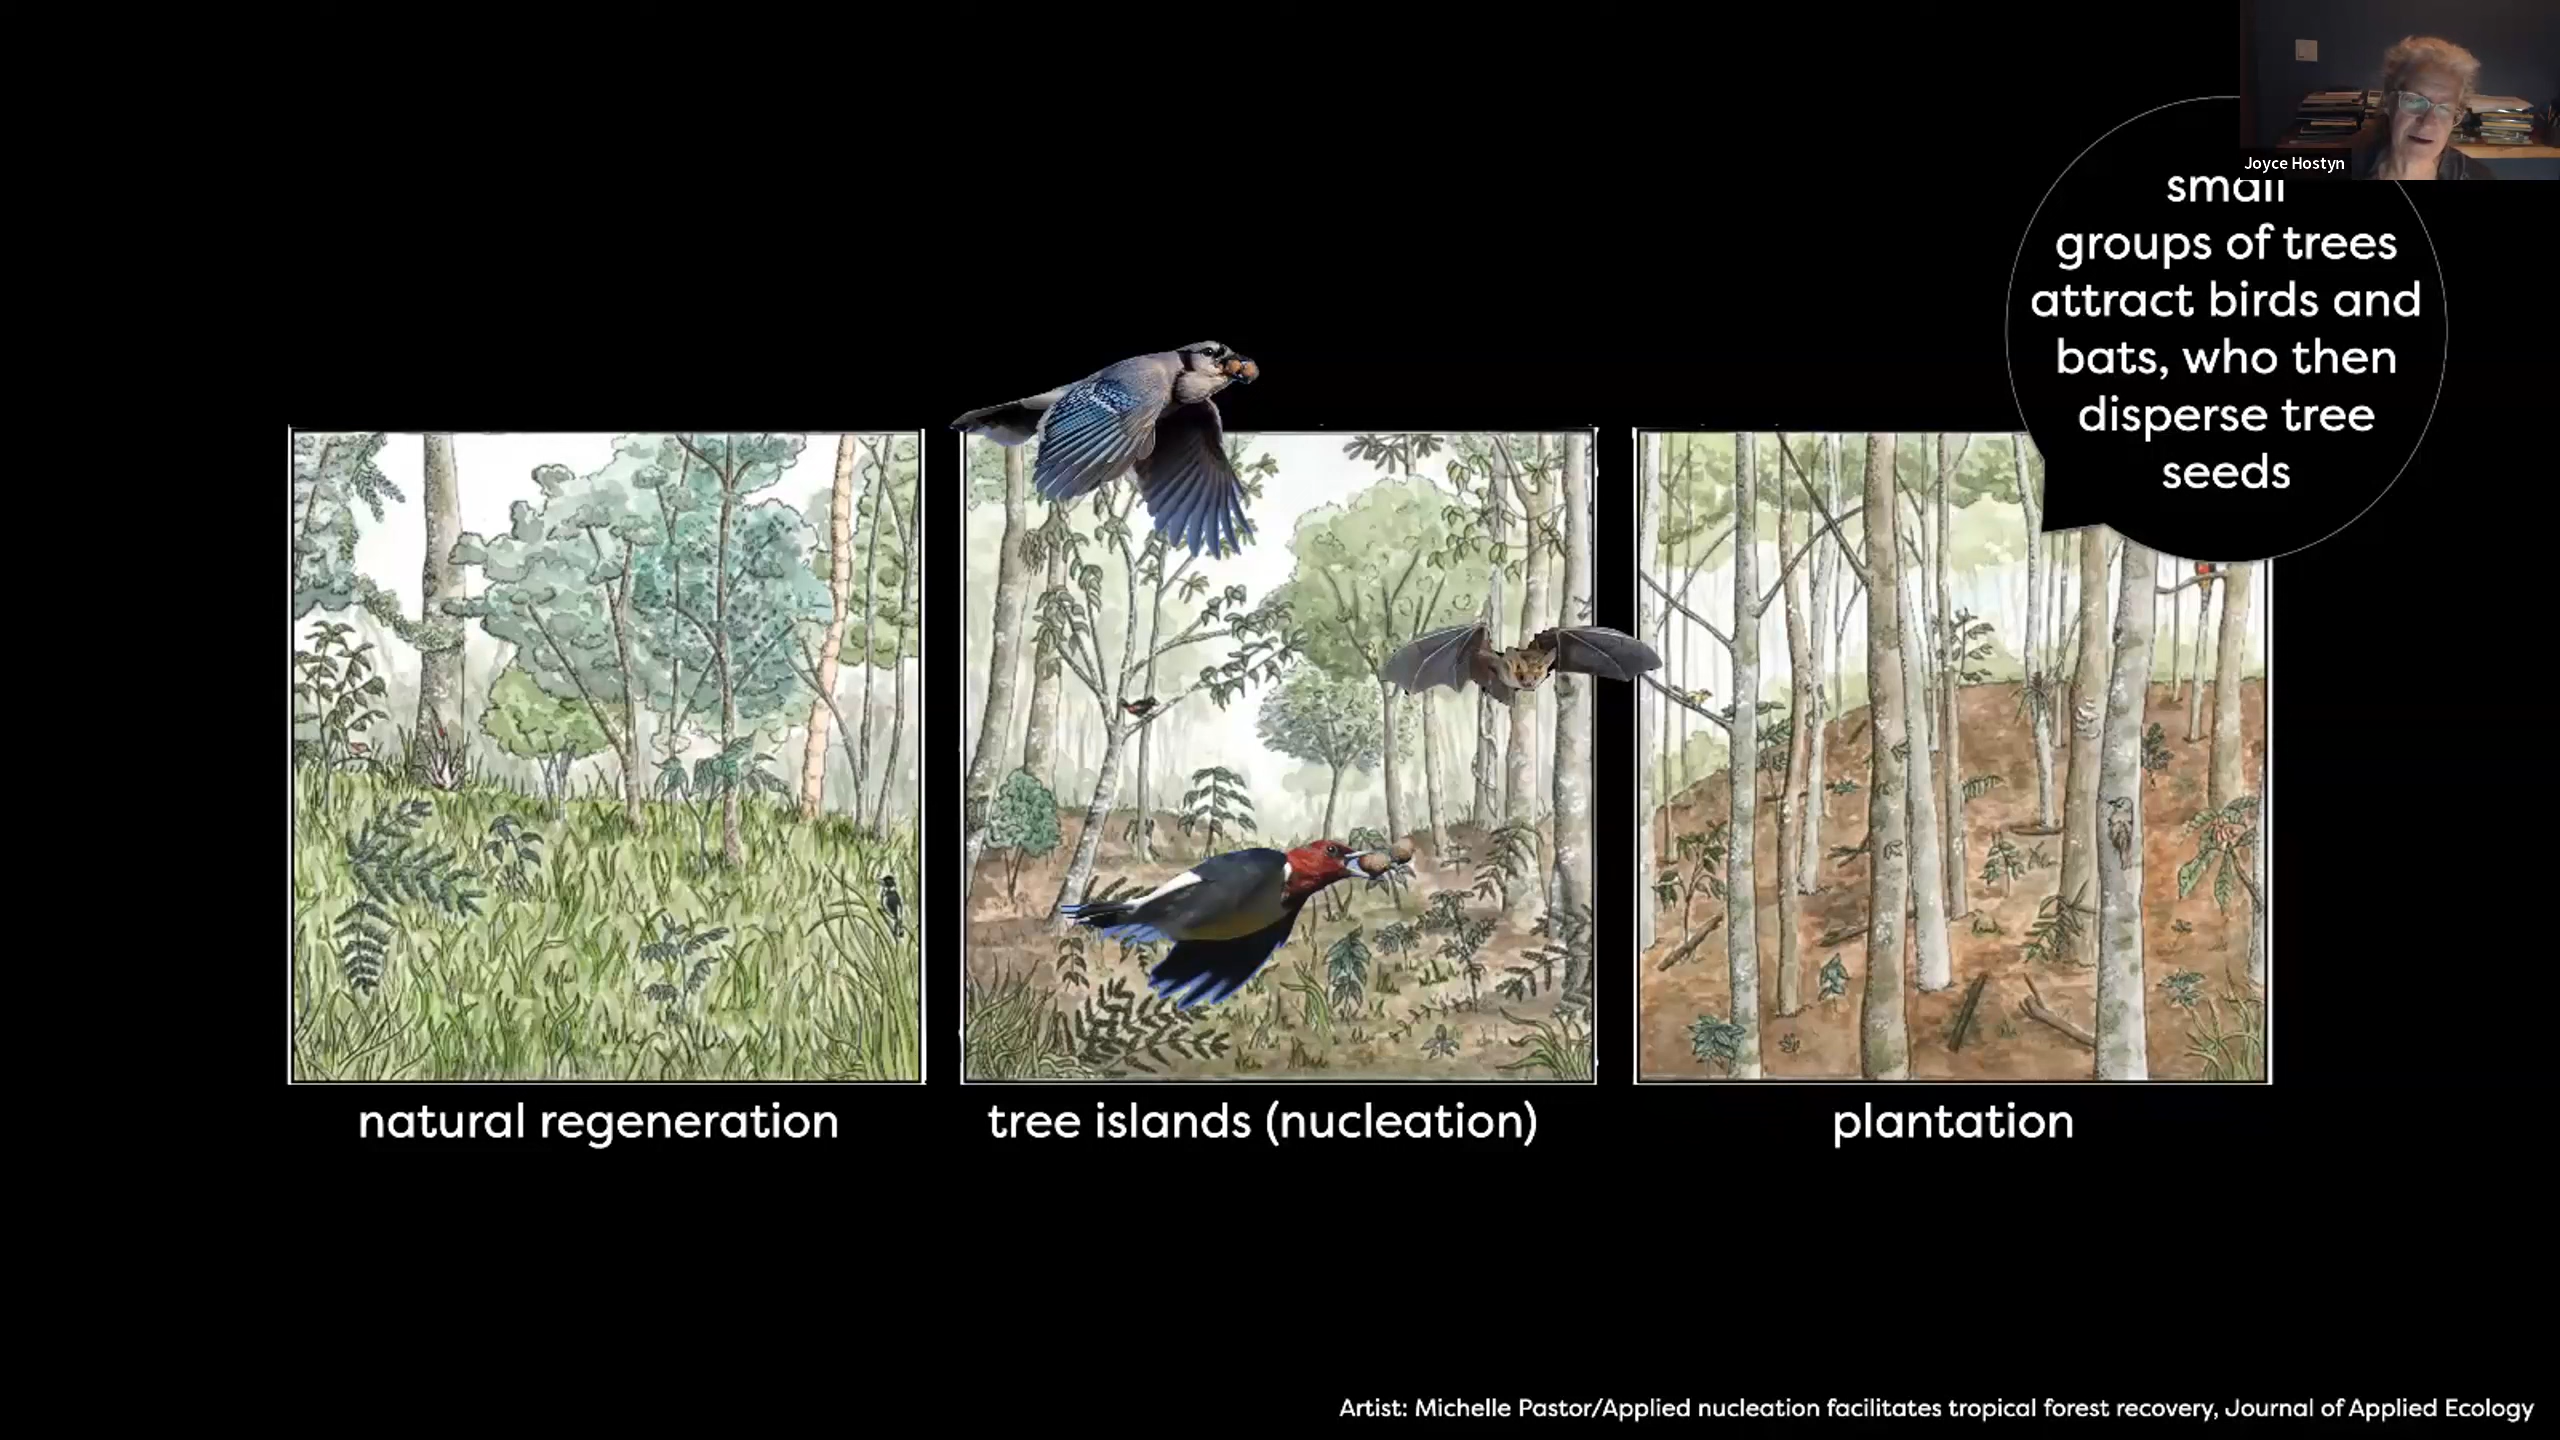 Joyce Hostyn
small
groups of trees
attract birds and
bats, who then
disperse tree
seeds
natural regeneration
tree islands (nucleation)
plantation
Artist: Michelle Pastor/Applied nucleation facilitates tropical forest recovery, Journal of Applied Ecology